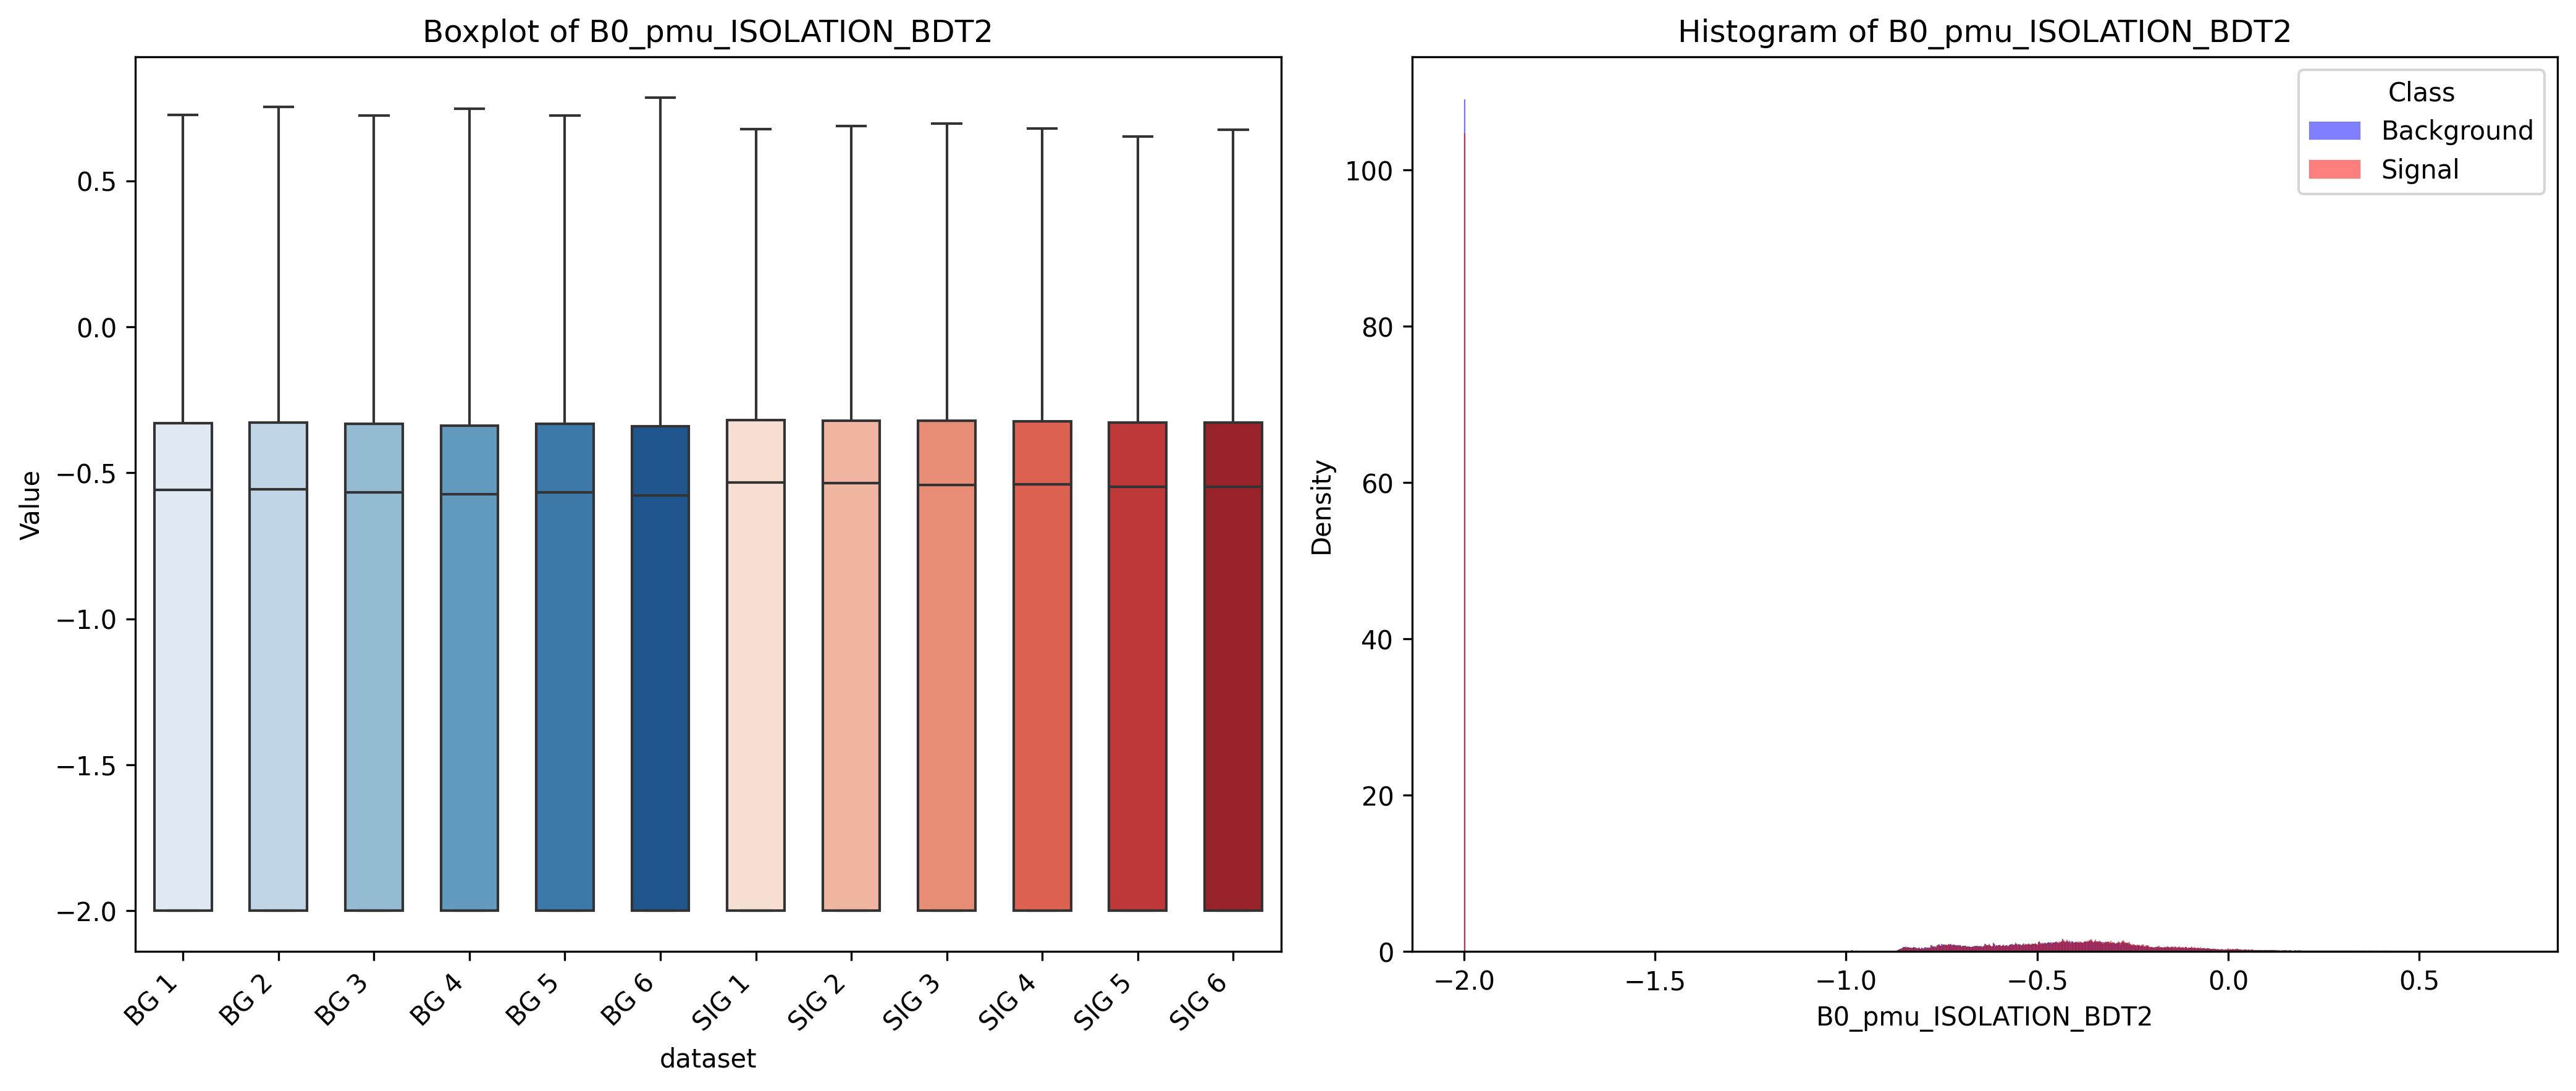 Boxplot of B0_pmu_ISOLATION_BDT2
Value
0.5
0.0
−0.5
−1.0
−1.5
−2.0
BG 1
BG 2
BG 3
BG 4
BG 5
BG 6
SIG 1
SIG 2
SIG 3
SIG 4
SIG 5
SIG 6
dataset
Histogram of B0_pmu_ISOLATION_BDT2
Class
Background
Signal
Density
100
80
60
40
20
0
−2.0
−1.5
−1.0
−0.5
0.0
0.5
B0_pmu_ISOLATION_BDT2